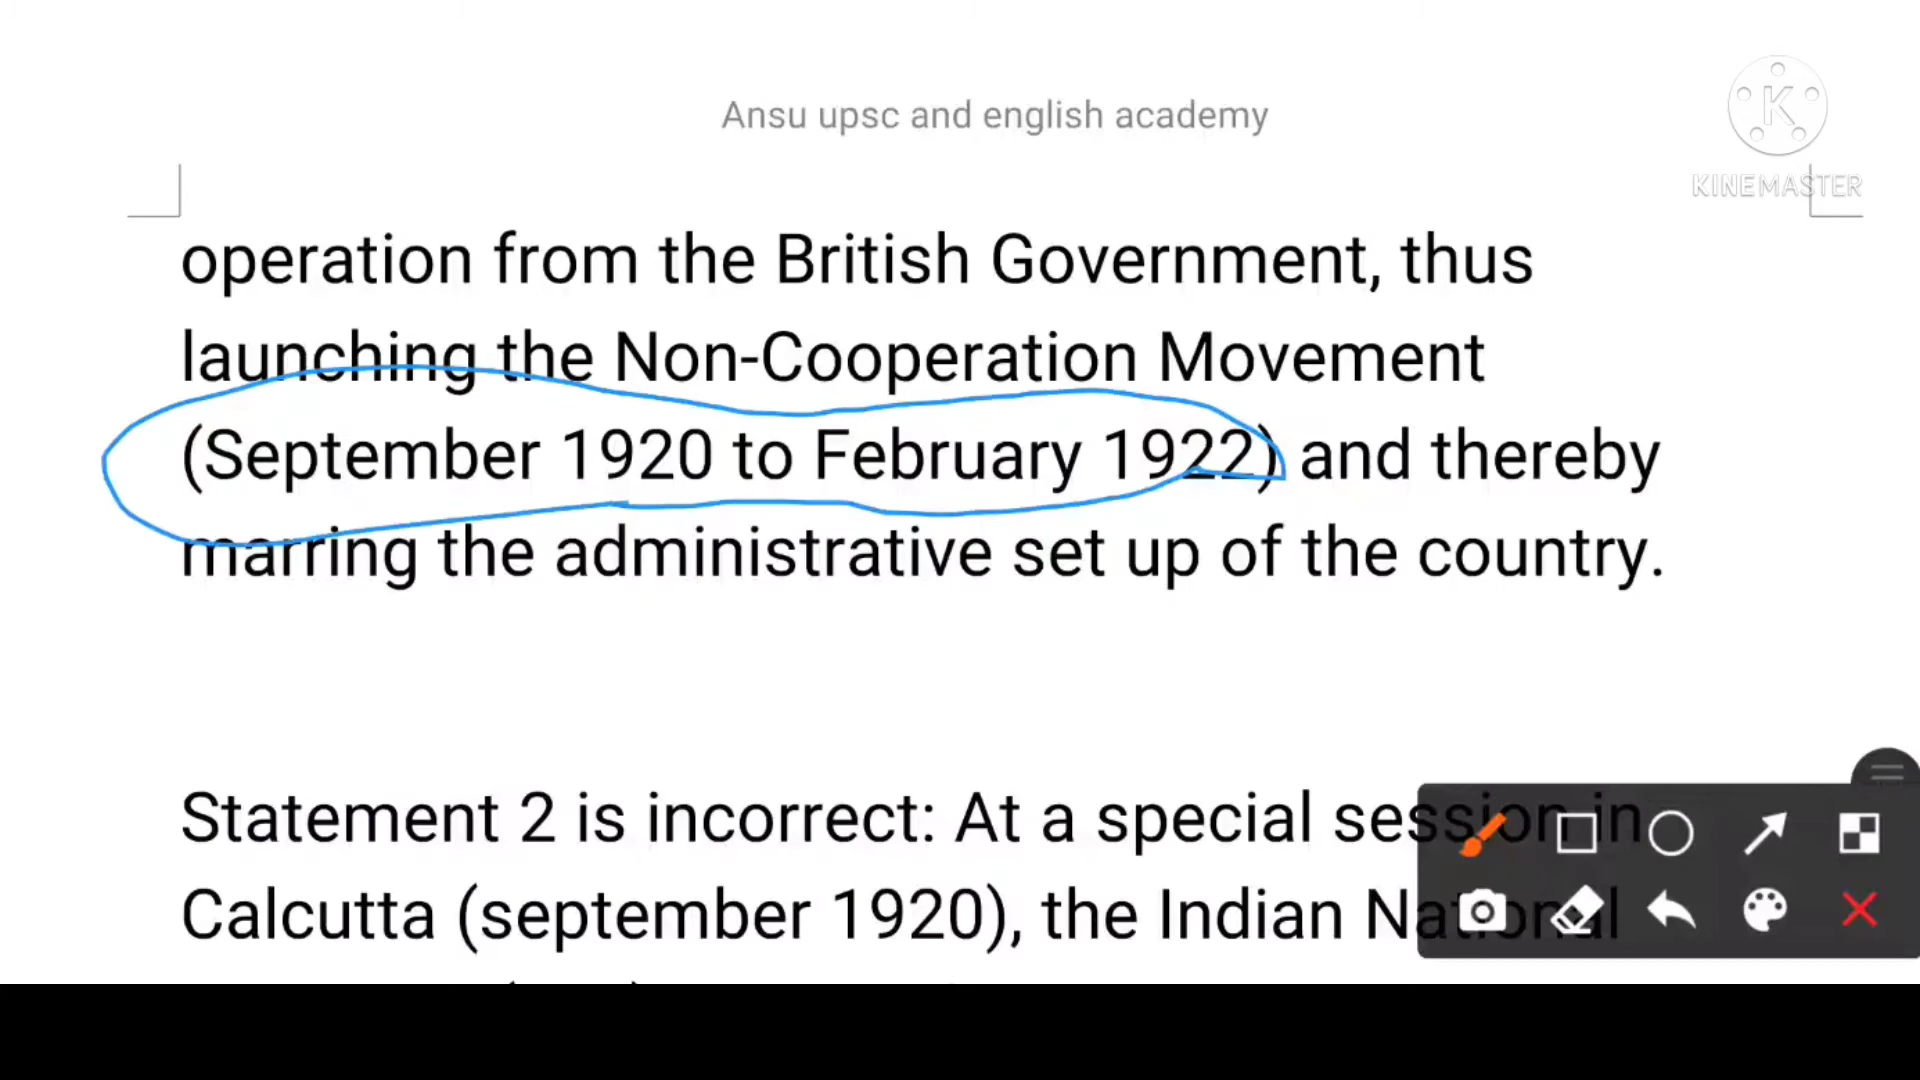 Ansu upsc and english academy
K
KINEMASTER
operation from the British Government, thus
launching the Non-Cooperation Movement
(September 1920 to February 1922) and thereby
marring the administrative set up of the country.
Statement 2 is incorrect: At a special session in
Calcutta (september 1920), the Indian National